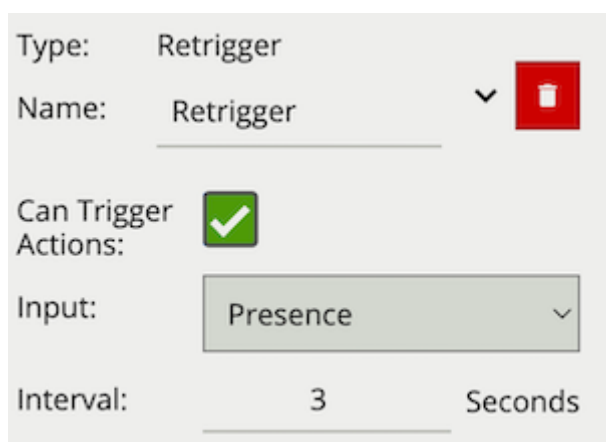 Type: Retrigger
Name: Retrigger
Can Trigger
Actions:
Input: Presence
Interval: 3 Seconds